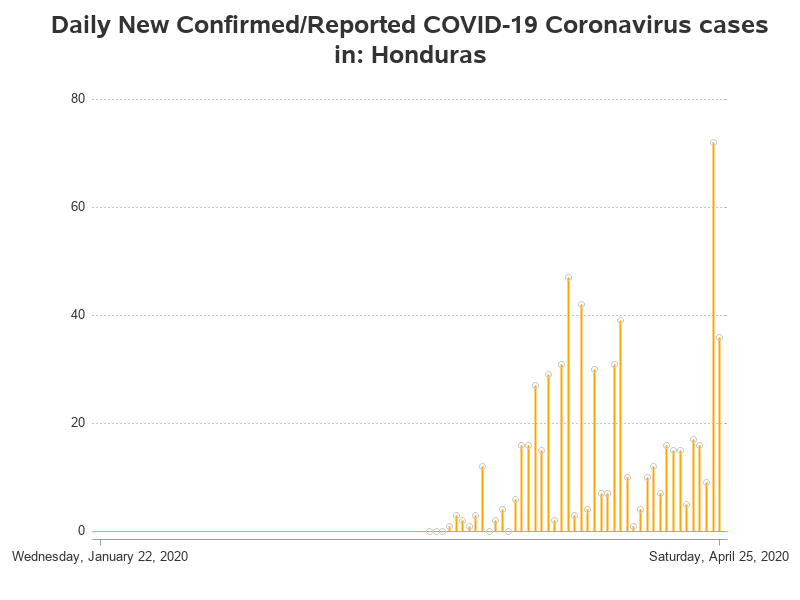 Daily New Confirmed/Reported COVID-19 Coronavirus cases
in: Honduras
80
60
40
20
0
Wednesday, January 22, 2020
Saturday, April 25, 2020